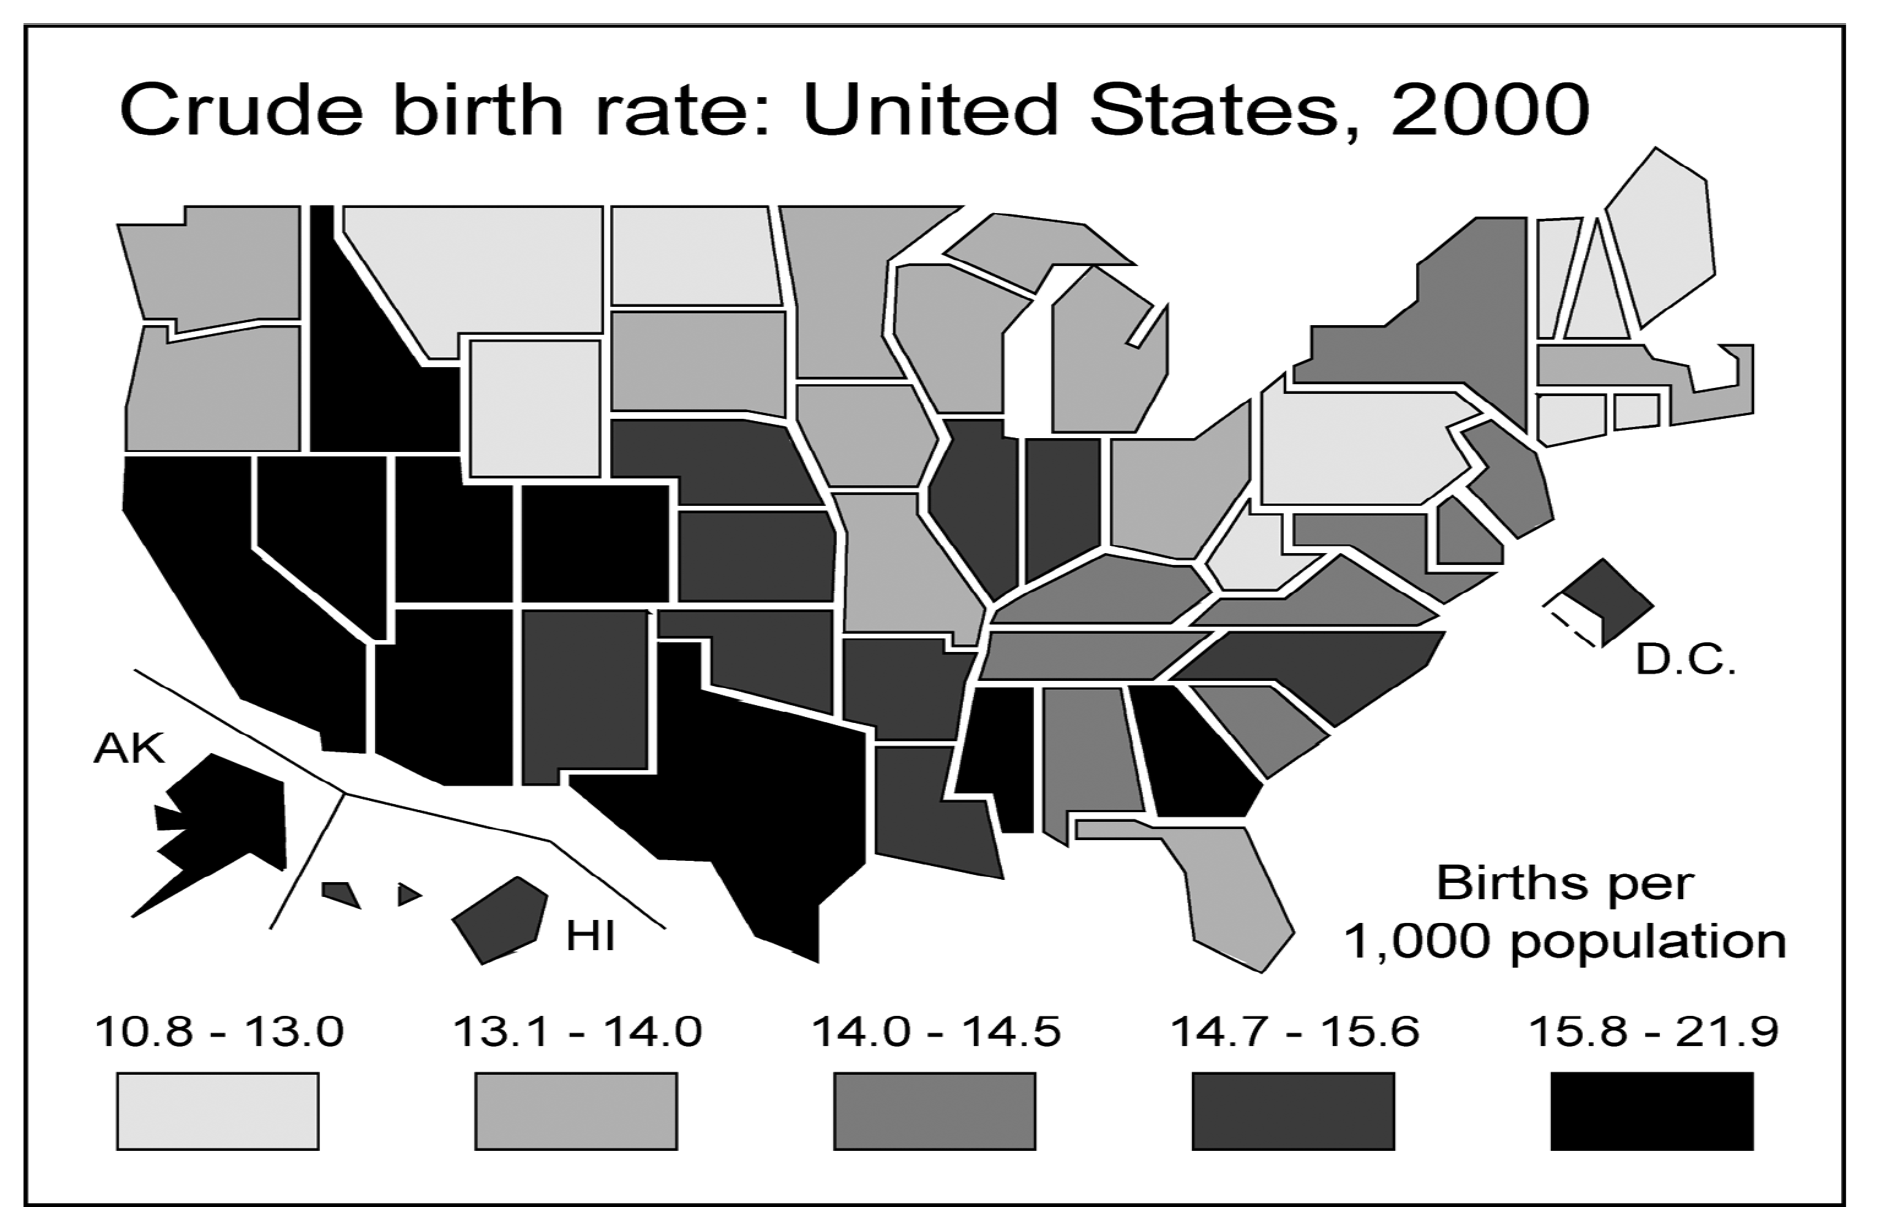 Crude birth rate: United States, 2000
D.C.
AK
HI
Births per
1,000 population
10.8 - 13.0
13.1 - 14.0
14.0 - 14.5
14.7 - 15.6
15.8 - 21.9